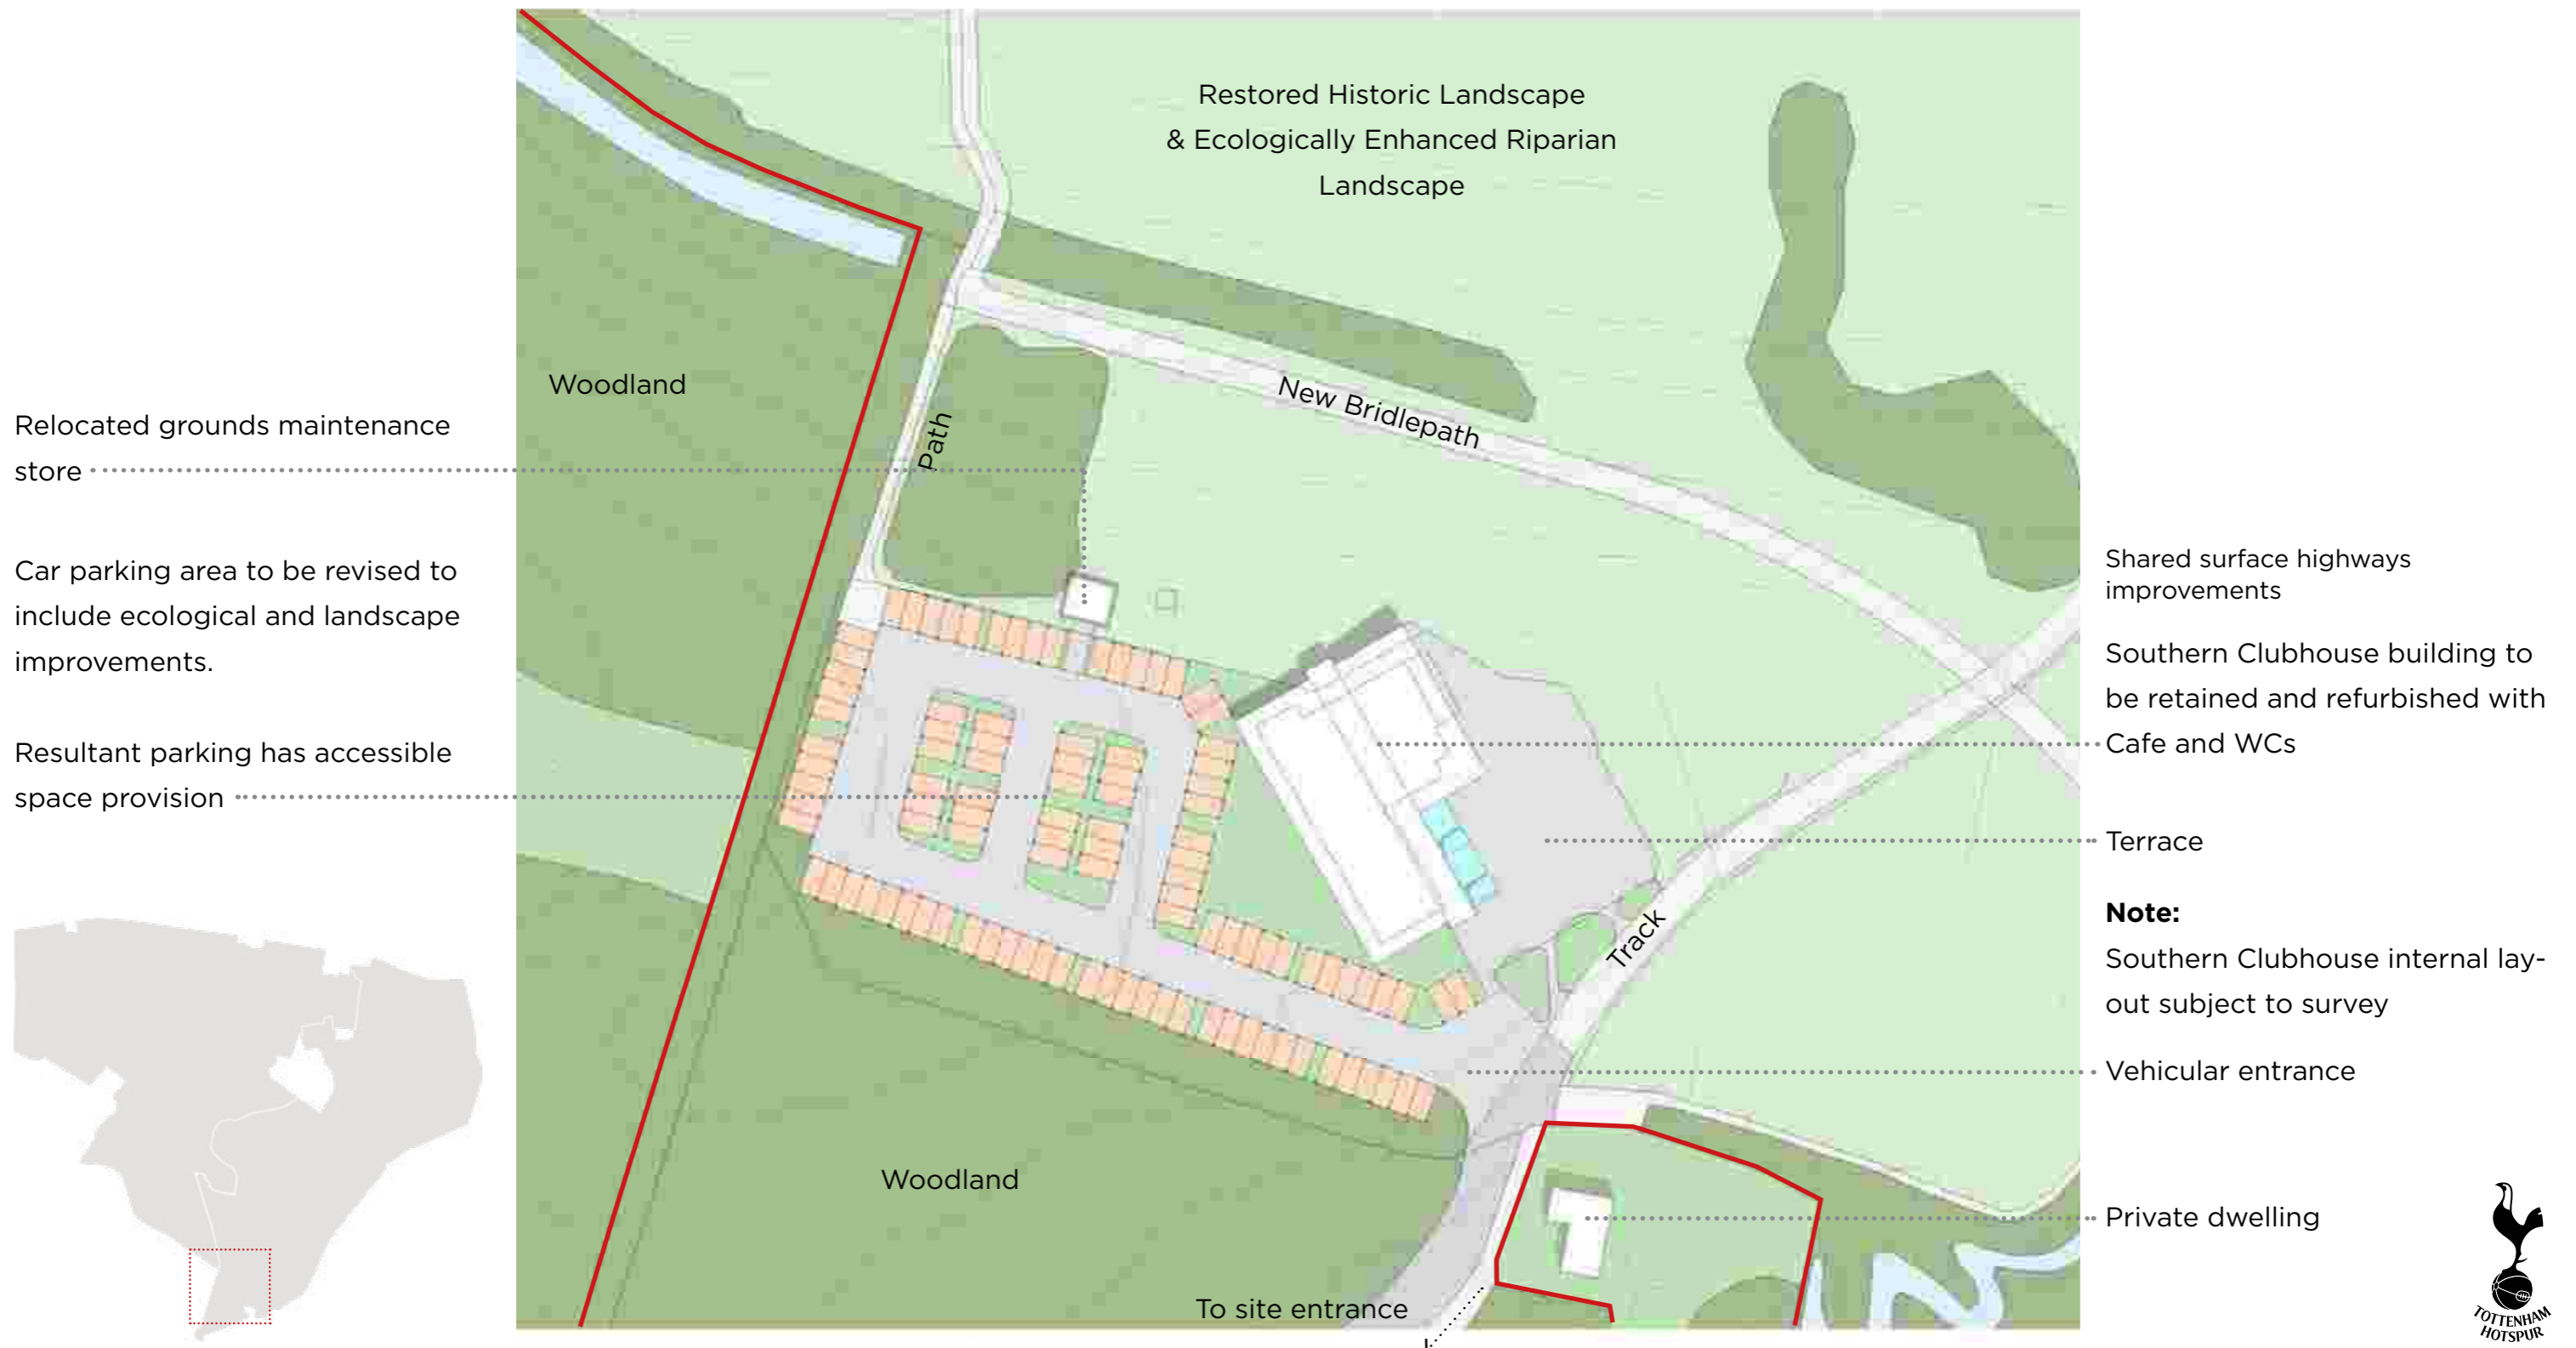 Restored Historic Landscape
& Ecologically Enhanced Riparian
Landscape
Woodland
New Bridlepath
Path
Relocated grounds maintenance
store
Car parking area to be revised to
include ecological and landscape
improvements.
Resultant parking has accessible
space provision
Shared surface highways
improvements
Southern Clubhouse building to
be retained and refurbished with
Cafe and WCs
Terrace
Track
Note:
Southern Clubhouse internal lay-
out subject to survey
Vehicular entrance
Woodland
Private dwelling
To site entrance
TOTTENHAM
HOTSPUR